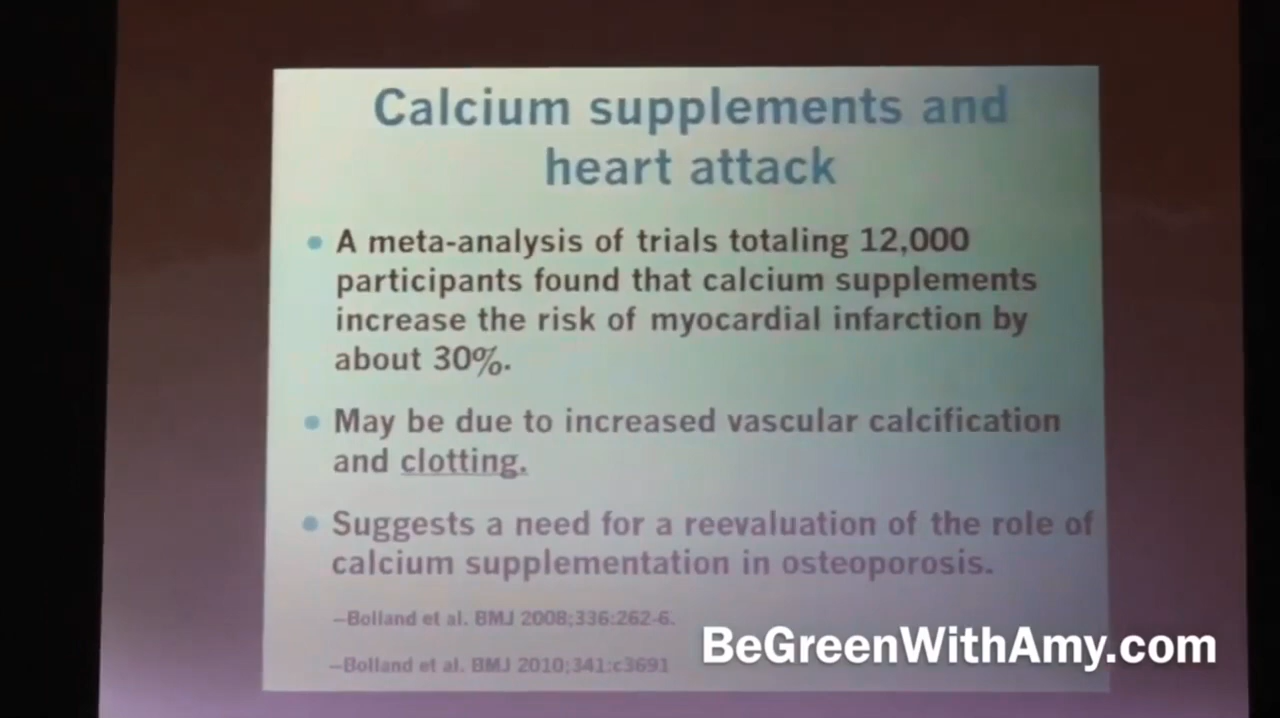 Calcium supplements and
heart attack
• A meta-analysis of trials totaling 12,000
participants found that calcium supplements
increase the risk of myocardial infarction by
about 30%.
• May be due to increased vascular calcification
and clotting.
• Suggests a need for a reevaluation of the role of
calcium supplementation in osteoporosis.
–Bolland et al. BMJ 2008;336:262-6.
–Bolland et al. BMJ 2010;341:c3691
BeGreenWithAmy.com